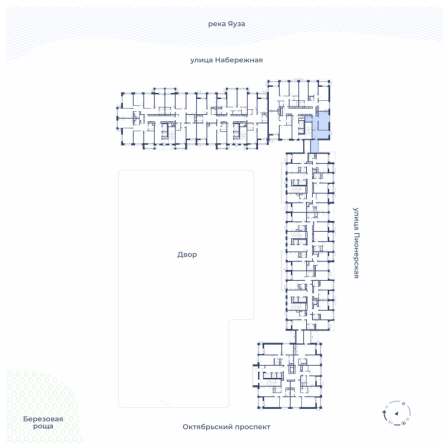 река Яуза
улица Набережная
улица Пионерская
Двор
Березовая
роща
Октябрьский проспект